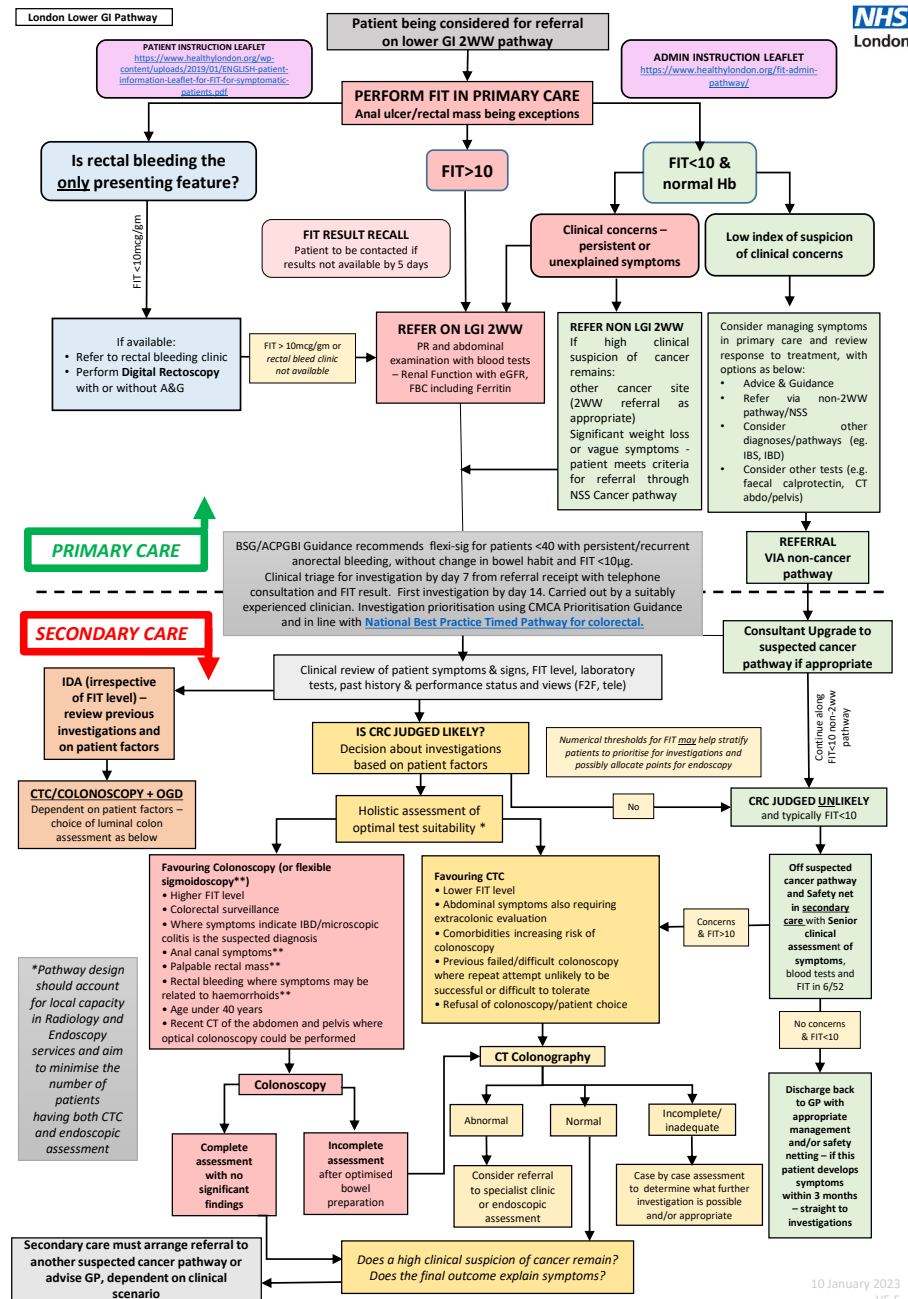 London Lower GI Pathway
Patient being considered for referral
on lower GI 2WW pathway
NHS
London
PATIENT INSTRUCTION LEAFLET
https://www.healthylondon.org/wp-
content/uploads/2019/01/ENGLISH-patient-
information-Leaflet-for-FIT-for-symptomatic-
patients.pdf
ADMIN INSTRUCTION LEAFLET
https://www.healthylondon.org/fit-admin-
pathway/
PERFORM FIT IN PRIMARY CARE
Anal ulcer/rectal mass being exceptions
Is rectal bleeding the
only presenting feature?
FIT>10
FIT<10 &
normal Hb
FIT <10mcg/gm
FIT RESULT RECALL
Patient to be contacted if
results not available by 5 days
Clinical concerns –
persistent or
unexplained symptoms
Low index of suspicion
of clinical concerns
If available:
• Refer to rectal bleeding clinic
• Perform Digital Rectoscopy
with or without A&G
FIT > 10mcg/gm or
rectal bleed clinic
not available
REFER ON LGI 2WW
PR and abdominal
examination with blood tests
– Renal Function with eGFR,
FBC including Ferritin
REFER NON LGI 2WW
If high clinical
suspicion of cancer
remains:
other cancer site
(2WW referral as
appropriate)
Significant weight loss
or vague symptoms -
patient meets criteria
for referral through
NSS Cancer pathway
Consider managing symptoms
in primary care and review
response to treatment, with
options as below:
• Advice & Guidance
• Refer via non-2WW
pathway/NSS
• Consider other
diagnoses/pathways (eg.
IBS, IBD)
• Consider other tests (e.g.
faecal calprotectin, CT
abdo/pelvis)
PRIMARY CARE
BSG/ACPGBI Guidance recommends flexi-sig for patients <40 with persistent/recurrent
anorectal bleeding, without change in bowel habit and FIT <10µg.
Clinical triage for investigation by day 7 from referral receipt with telephone
consultation and FIT result. First investigation by day 14. Carried out by a suitably
experienced clinician. Investigation prioritisation using CMCA Prioritisation Guidance
and in line with National Best Practice Timed Pathway for colorectal.
REFERRAL
VIA non-cancer
pathway
SECONDARY CARE
Consultant Upgrade to
suspected cancer
pathway if appropriate
Clinical review of patient symptoms & signs, FIT level, laboratory
tests, past history & performance status and views (F2F, tele)
IDA (irrespective
of FIT level) –
review previous
investigations and
on patient factors
IS CRC JUDGED LIKELY?
Decision about investigations
based on patient factors
Numerical thresholds for FIT may help stratify
patients to prioritise for investigations and
possibly allocate points for endoscopy
Continue along
FIT<10 non-2ww
pathway
CTC/COLONOSCOPY + OGD
Dependent on patient factors –
choice of luminal colon
assessment as below
Holistic assessment of
optimal test suitability *
No
CRC JUDGED UNLIKELY
and typically FIT<10
Favouring Colonoscopy (or flexible
sigmoidoscopy**)
• Higher FIT level
• Colorectal surveillance
• Where symptoms indicate IBD/microscopic
colitis is the suspected diagnosis
• Anal canal symptoms**
• Palpable rectal mass**
• Rectal bleeding where symptoms may be
related to haemorrhoids**
• Age under 40 years
• Recent CT of the abdomen and pelvis where
optical colonoscopy could be performed
Favouring CTC
• Lower FIT level
• Abdominal symptoms also requiring
extracolonic evaluation
• Comorbidities increasing risk of
colonoscopy
• Previous failed/difficult colonoscopy
where repeat attempt unlikely to be
successful or difficult to tolerate
• Refusal of colonoscopy/patient choice
Concerns
& FIT>10
Off suspected
cancer pathway
and Safety net
in secondary
care with Senior
clinical
assessment of
symptoms,
blood tests and
FIT in 6/52
*Pathway design
should account
for local capacity
in Radiology and
Endoscopy
services and aim
to minimise the
number of
patients
having both CTC
and endoscopic
assessment
No concerns
& FIT<10
Colonoscopy
CT Colonography
Complete
assessment
with no
significant
findings
Incomplete
assessment
after optimised
bowel
preparation
Abnormal
Normal
Incomplete/
inadequate
Consider referral
to specialist clinic
or endoscopic
assessment
Case by case assessment
to determine what further
investigation is possible
and/or appropriate
Discharge back
to GP with
appropriate
management
and/or safety
netting – if this
patient develops
symptoms
within 3 months
– straight to
investigations
Secondary care must arrange referral to
another suspected cancer pathway or
advise GP, dependent on clinical
scenario
Does a high clinical suspicion of cancer remain?
Does the final outcome explain symptoms?
10 January 2023